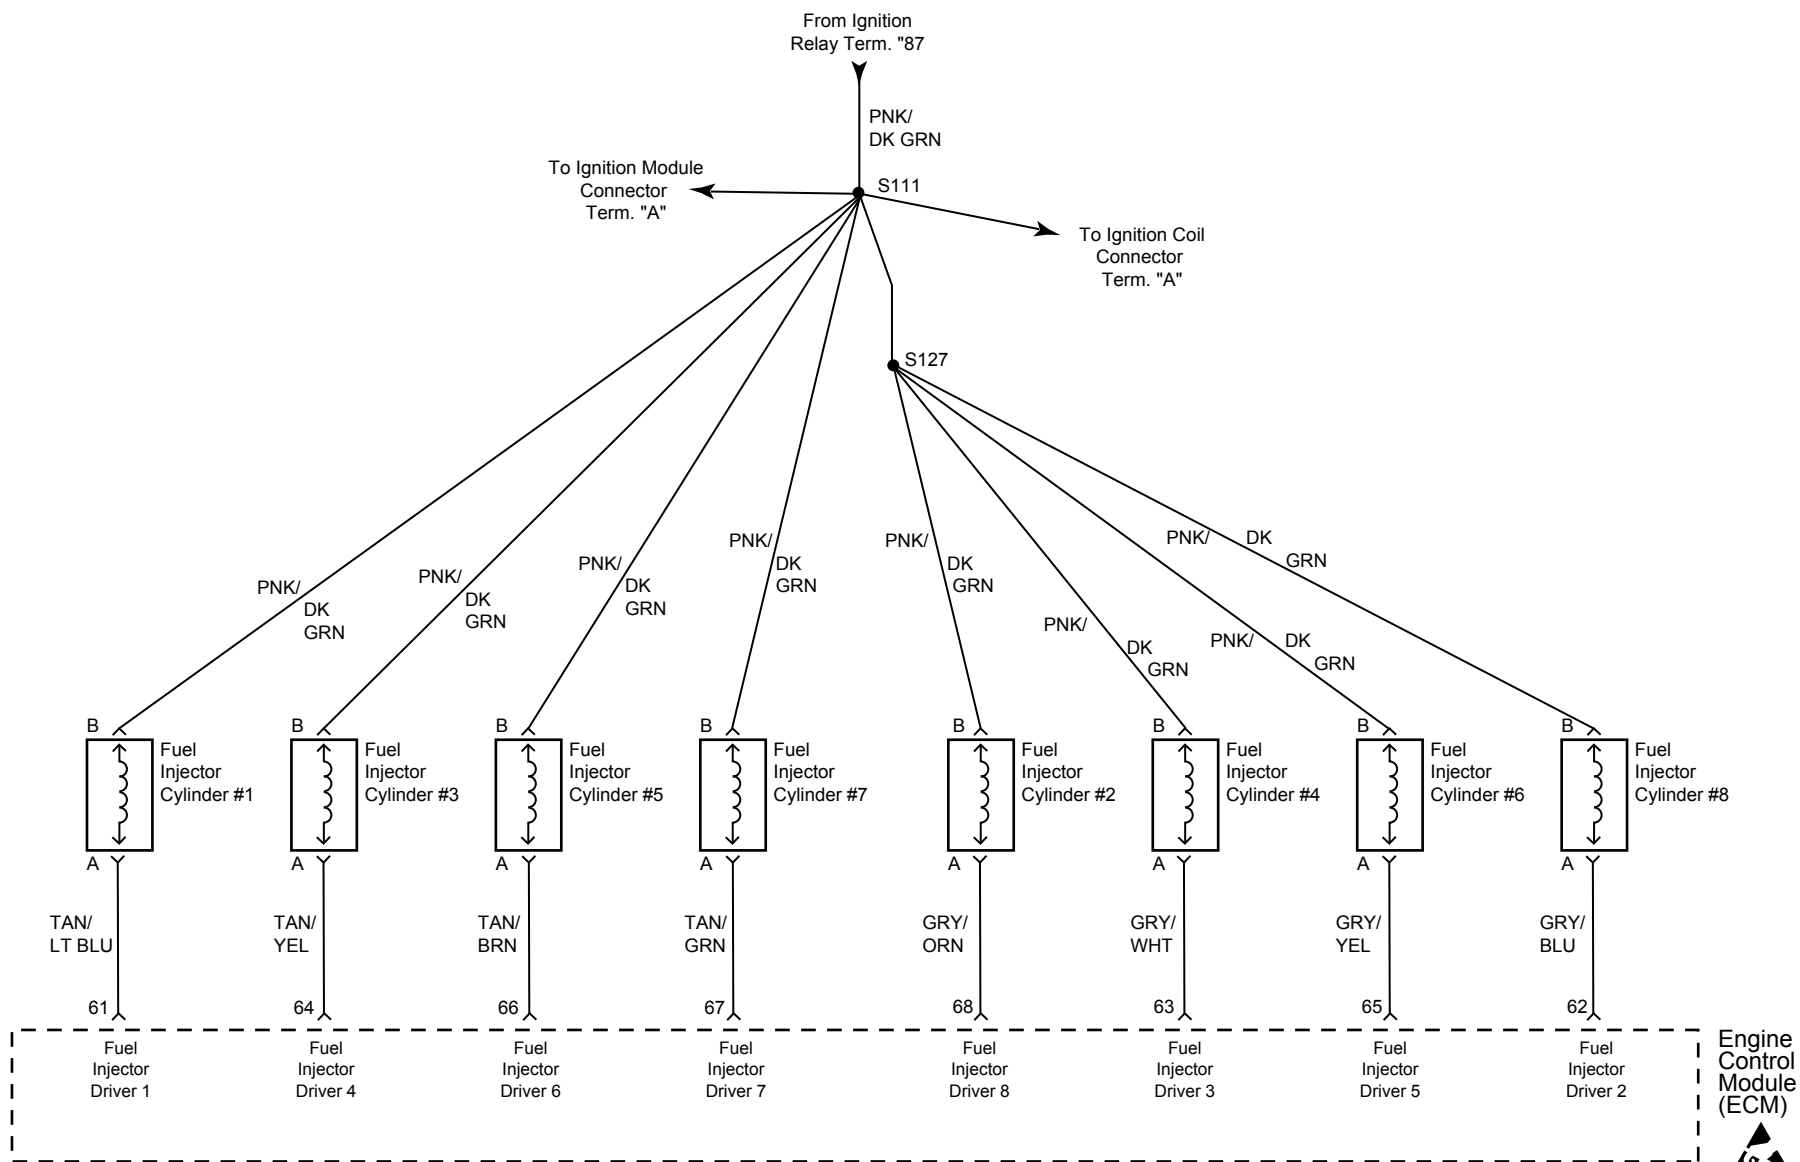 From Ignition
Relay Term. "87
PNK/
DK GRN
To Ignition Module
Connector
Term. "A"
S111
To Ignition Coil
Connector
Term. "A"
S127
PNK/
DK
GRN
PNK/
DK
GRN
PNK/
DK
GRN
PNK/
DK
GRN
PNK/
DK
GRN
PNK/
DK
GRN
PNK/
DK
GRN
PNK/
DK
GRN
B
Fuel
Injector
Cylinder #1
A
B
Fuel
Injector
Cylinder #3
A
B
Fuel
Injector
Cylinder #5
A
B
Fuel
Injector
Cylinder #7
A
B
Fuel
Injector
Cylinder #2
A
B
Fuel
Injector
Cylinder #4
A
B
Fuel
Injector
Cylinder #6
A
B
Fuel
Injector
Cylinder #8
A
TAN/
LT BLU
TAN/
YEL
TAN/
BRN
TAN/
GRN
GRY/
ORN
GRY/
WHT
GRY/
YEL
GRY/
BLU
61
64
66
67
68
63
65
62
Fuel
Injector
Driver 1
Fuel
Injector
Driver 4
Fuel
Injector
Driver 6
Fuel
Injector
Driver 7
Fuel
Injector
Driver 8
Fuel
Injector
Driver 3
Fuel
Injector
Driver 5
Fuel
Injector
Driver 2
Engine
Control
Module
(ECM)